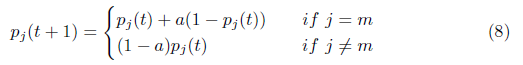 p_j(t + 1) = { p_j(t) + a(1 − p_j(t))   if j = m
(1 − a)p_j(t)   if j ≠ m   (8)